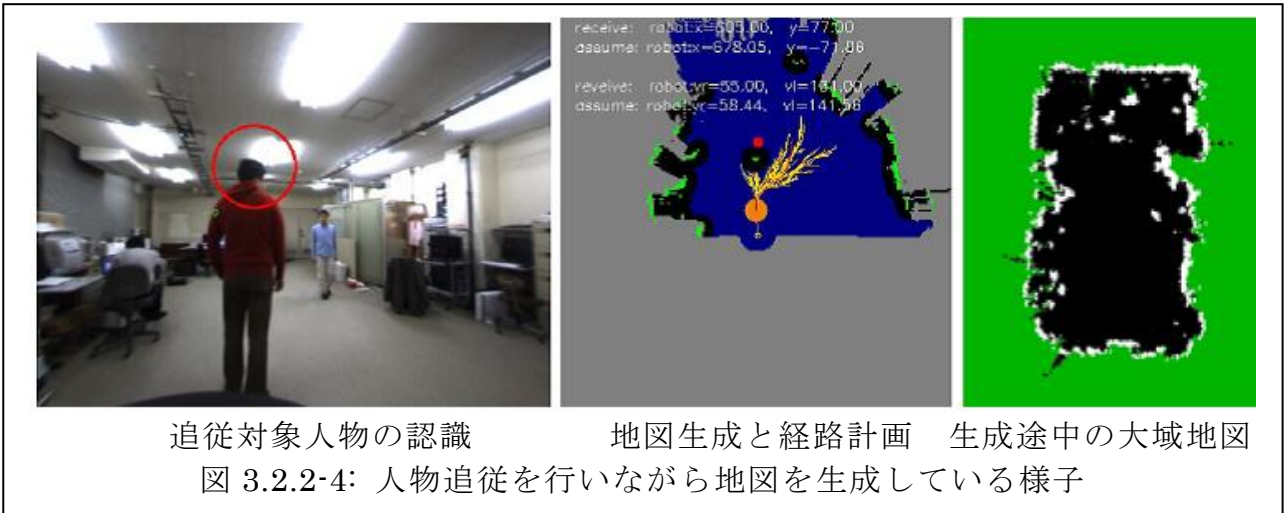 receive: robot:x=605.00, y=77.00
assume: robot:x=678.05, y=-71.86
reveive: robot:vr=55.00, vl=131.00
assume: robot:vr=58.44, vl=141.56
追従対象人物の認識 地図生成と経路計画 生成途中の大域地図
図 3.2.2-4: 人物追従を行いながら地図を生成している様子